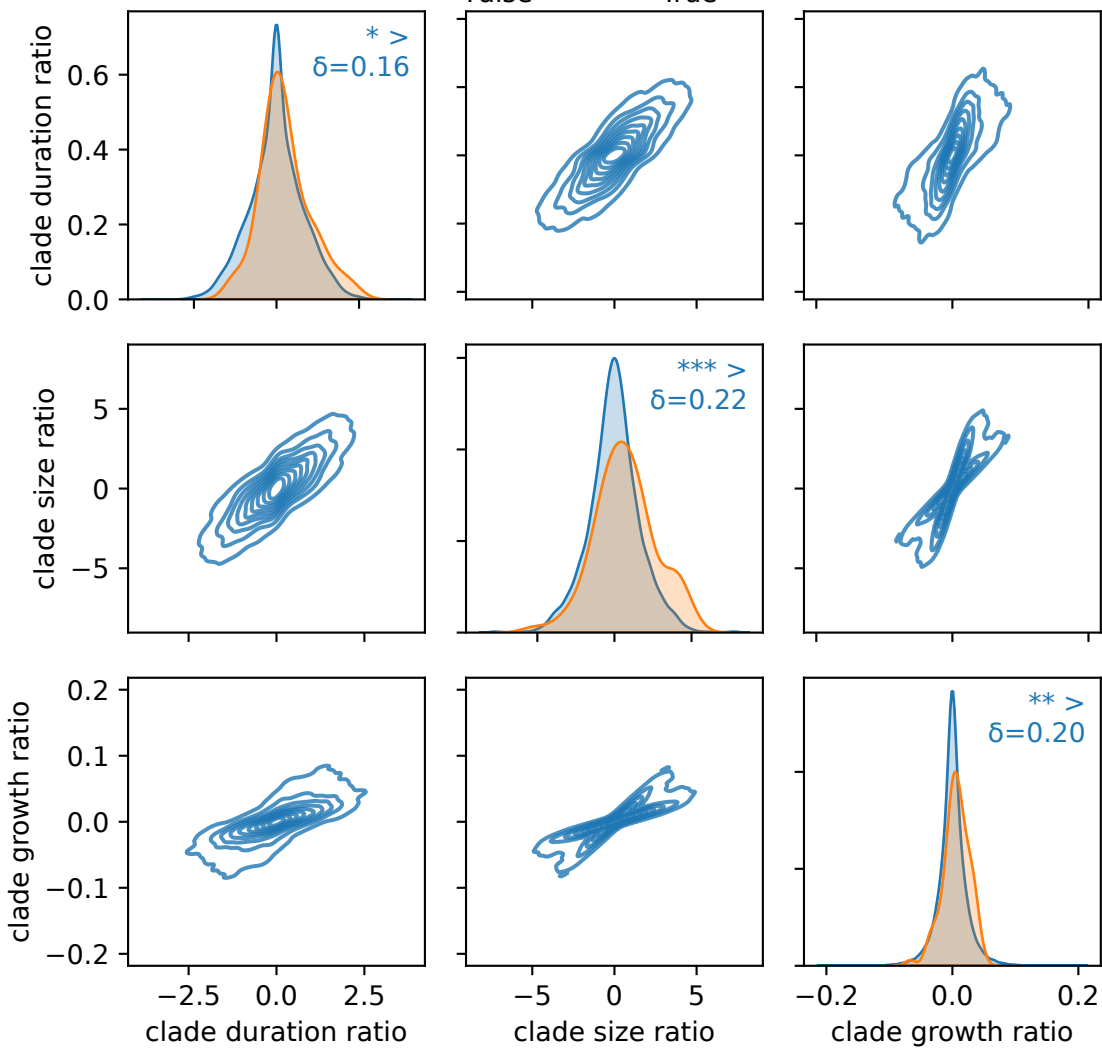 * >
δ=0.16
clade duration ratio
0.6
0.4
0.2
0.0
*** >
δ=0.22
clade size ratio
5
0
−5
** >
δ=0.20
clade growth ratio
0.2
0.1
0.0
−0.1
−0.2
−2.5 0.0 2.5 −5 0 5 −0.2 0.0 0.2
clade duration ratio clade size ratio clade growth ratio